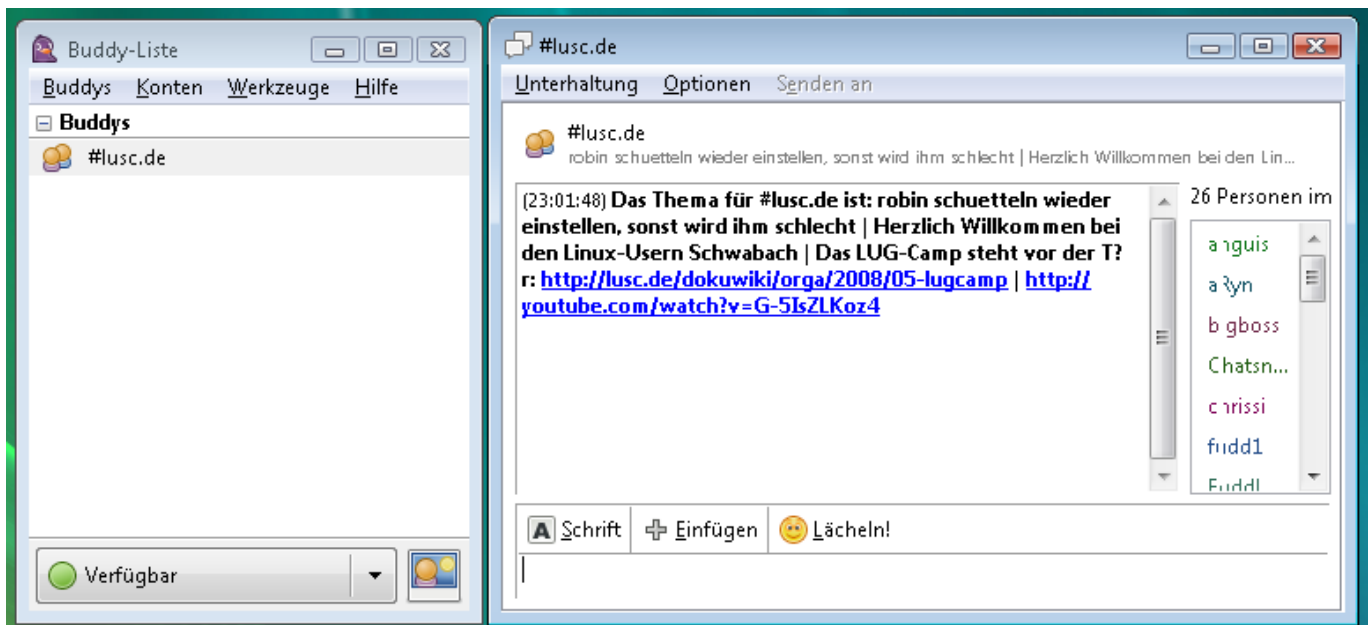 Buddy-Liste
Buddys Konten Werkzeuge Hilfe
Buddys
#lusc.de
Verfügbar
#lusc.de
Unterhaltung Optionen Senden an
#lusc.de
robin schuetteln wieder einstellen, sonst wird ihm schlecht | Herzlich Willkommen bei den Lin...
(23:01:48) Das Thema für #lusc.de ist: robin schuetteln wieder
einstellen, sonst wird ihm schlecht | Herzlich Willkommen bei
den Linux-Usern Schwabach | Das LUG-Camp steht vor der T?
r: http://lusc.de/dokuwiki/orga/2008/05-lugcamp | http://
youtube.com/watch?v=G-5IsZLKoz4
26 Personen im
anguis
bigboss
Chatsn...
chrissi
fudd1
Schrift Einfügen Lächeln!